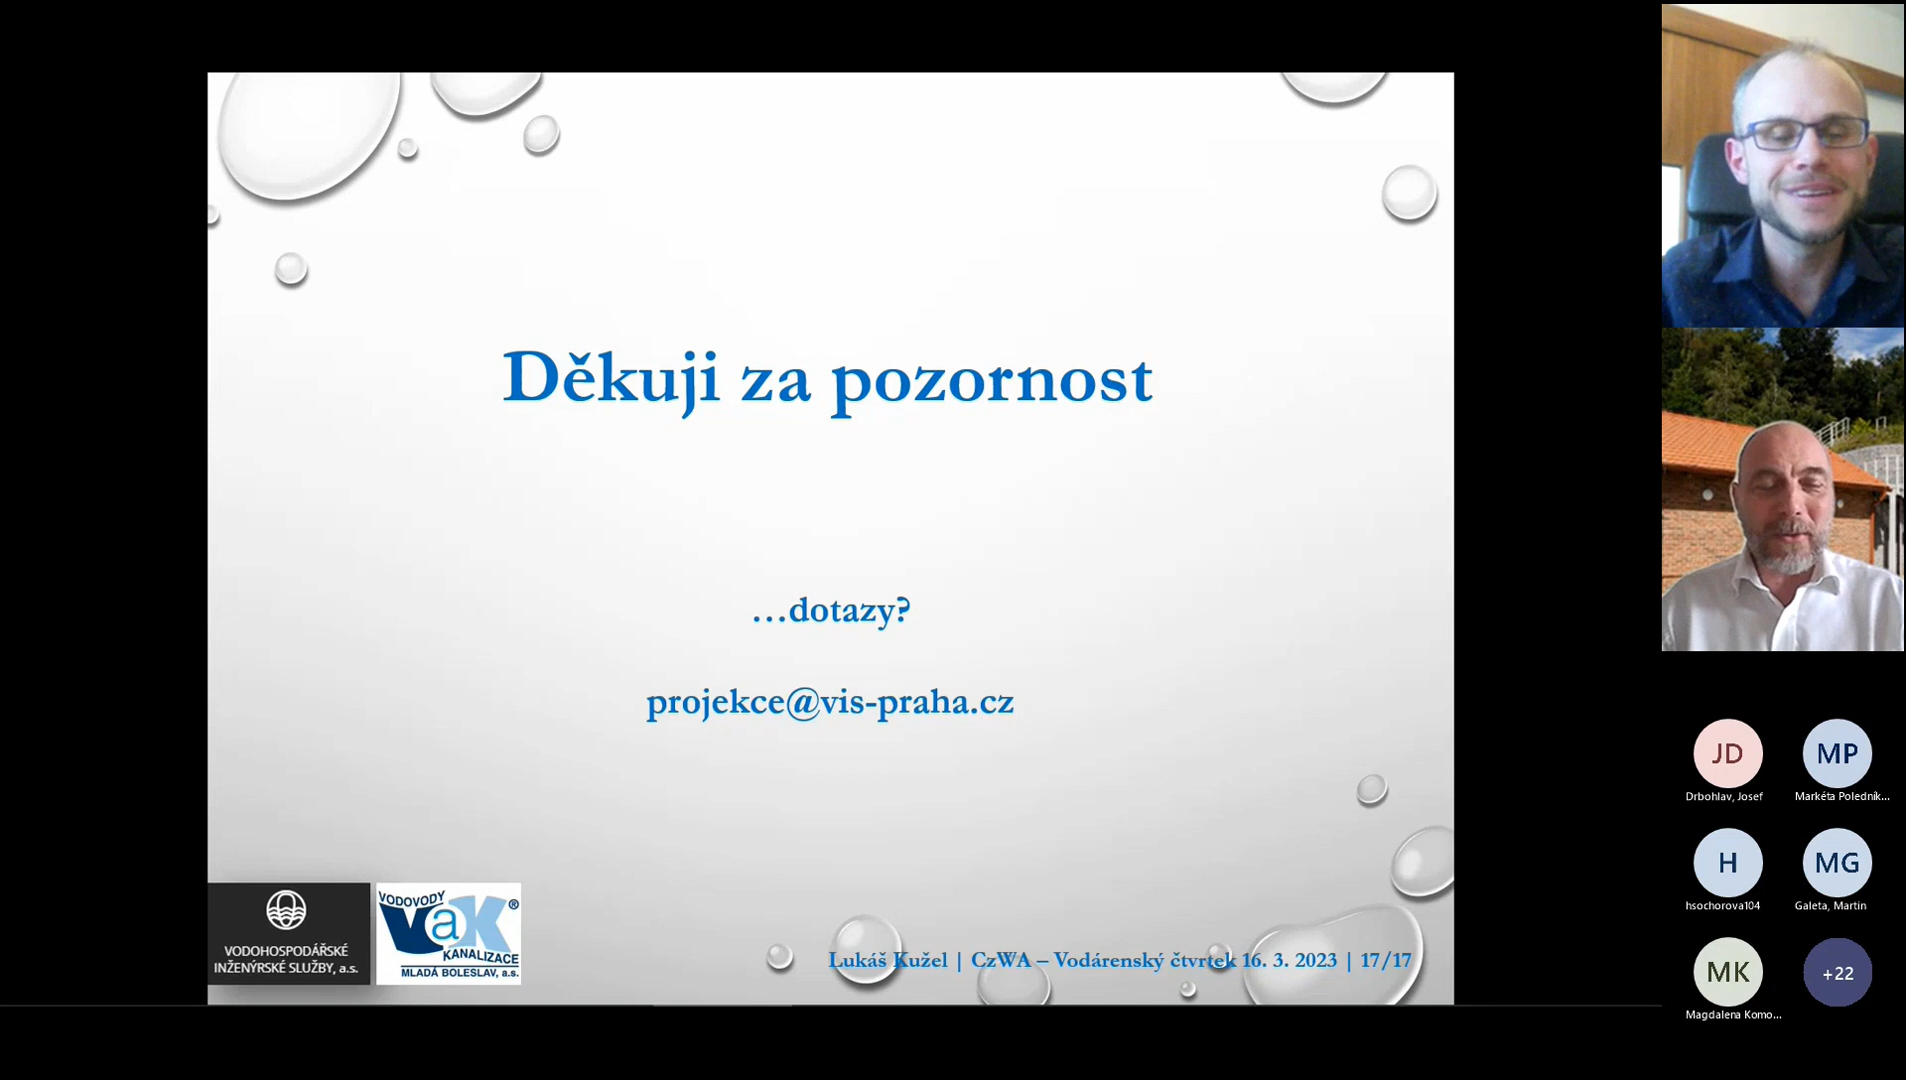 Děkuji za pozornost
...dotazy?
projekce@vis-praha.cz
VODOHOSPODÁŘSKÉ
INŽENÝRSKÉ SLUŽBY, a.s.
VODOVODY
VaK®
KANALIZACE
MLADÁ BOLESLAV, a.s.
Lukáš Kužel | CzWA – Vodárenský čtvrtek 16. 3. 2023 | 17/17
JD
Drbohlav, Josef
MP
Markéta Polednik...
H
hsochorova104
MG
Galeta, Martin
MK
Magdalena Komo...
+22